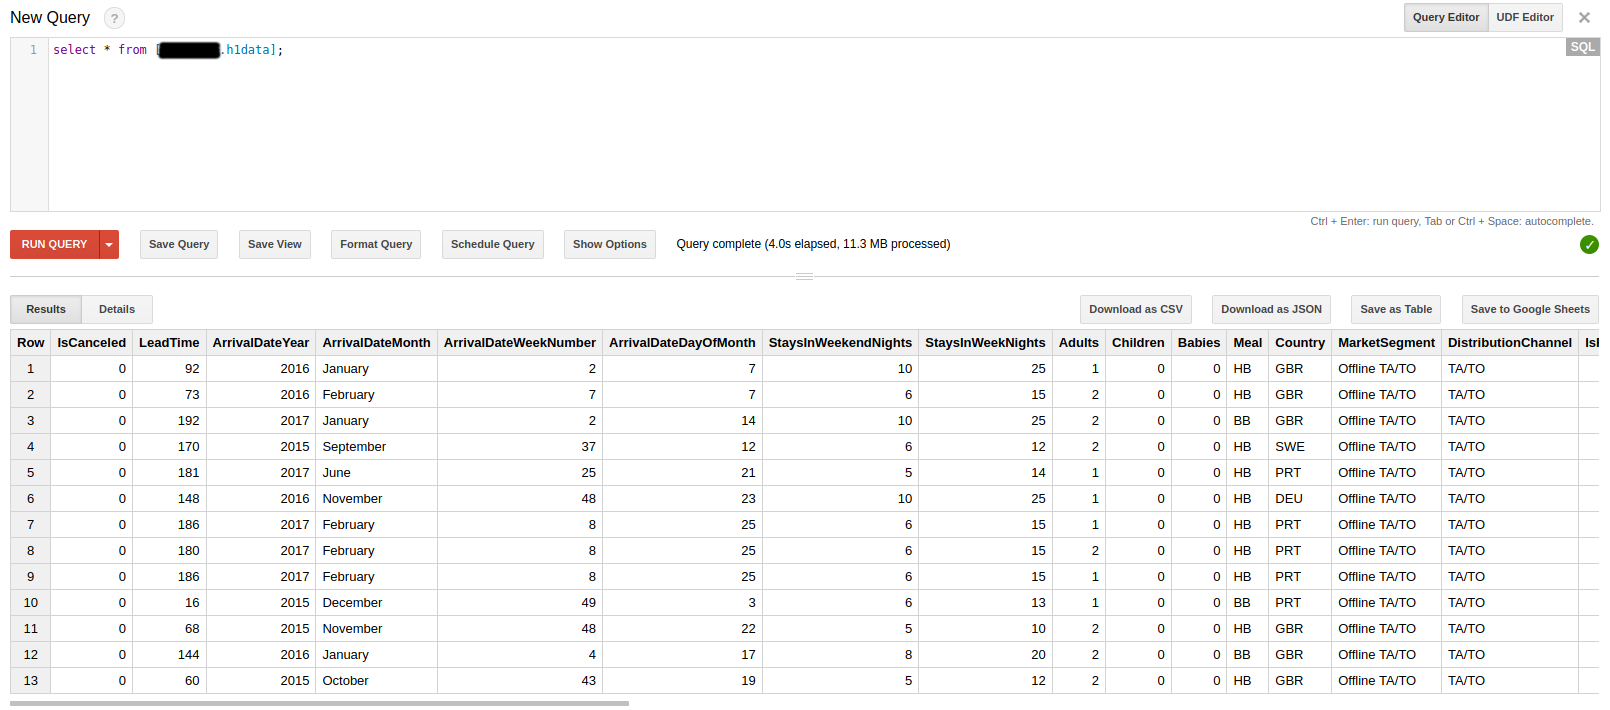 New Query ? Query Editor UDF Editor ×
1 select * from [ .h1data]; SQL
Ctrl + Enter: run query, Tab or Ctrl + Space: autocomplete.
RUN QUERY Save Query Save View Format Query Schedule Query Show Options Query complete (4.0s elapsed, 11.3 MB processed)
Results Details Download as CSV Download as JSON Save as Table Save to Google Sheets
Row IsCanceled LeadTime ArrivalDateYear ArrivalDateMonth ArrivalDateWeekNumber ArrivalDateDayOfMonth StaysInWeekendNights StaysInWeekNights Adults Children Babies Meal Country MarketSegment DistributionChannel
1 0 92 2016 January 2 7 10 25 1 0 0 HB GBR Offline TA/TO TA/TO
2 0 73 2016 February 7 7 6 15 2 0 0 HB GBR Offline TA/TO TA/TO
3 0 192 2017 January 2 14 10 25 2 0 0 BB GBR Offline TA/TO TA/TO
4 0 170 2015 September 37 12 6 12 2 0 0 HB SWE Offline TA/TO TA/TO
5 0 181 2017 June 25 21 5 14 1 0 0 HB PRT Offline TA/TO TA/TO
6 0 148 2016 November 48 23 10 25 1 0 0 HB DEU Offline TA/TO TA/TO
7 0 186 2017 February 8 25 6 15 1 0 0 HB PRT Offline TA/TO TA/TO
8 0 180 2017 February 8 25 6 15 2 0 0 HB PRT Offline TA/TO TA/TO
9 0 186 2017 February 8 25 6 15 1 0 0 HB PRT Offline TA/TO TA/TO
10 0 16 2015 December 49 3 6 13 1 0 0 BB PRT Offline TA/TO TA/TO
11 0 68 2015 November 48 22 5 10 2 0 0 HB GBR Offline TA/TO TA/TO
12 0 144 2016 January 4 17 8 20 2 0 0 BB GBR Offline TA/TO TA/TO
13 0 60 2015 October 43 19 5 12 2 0 0 HB GBR Offline TA/TO TA/TO